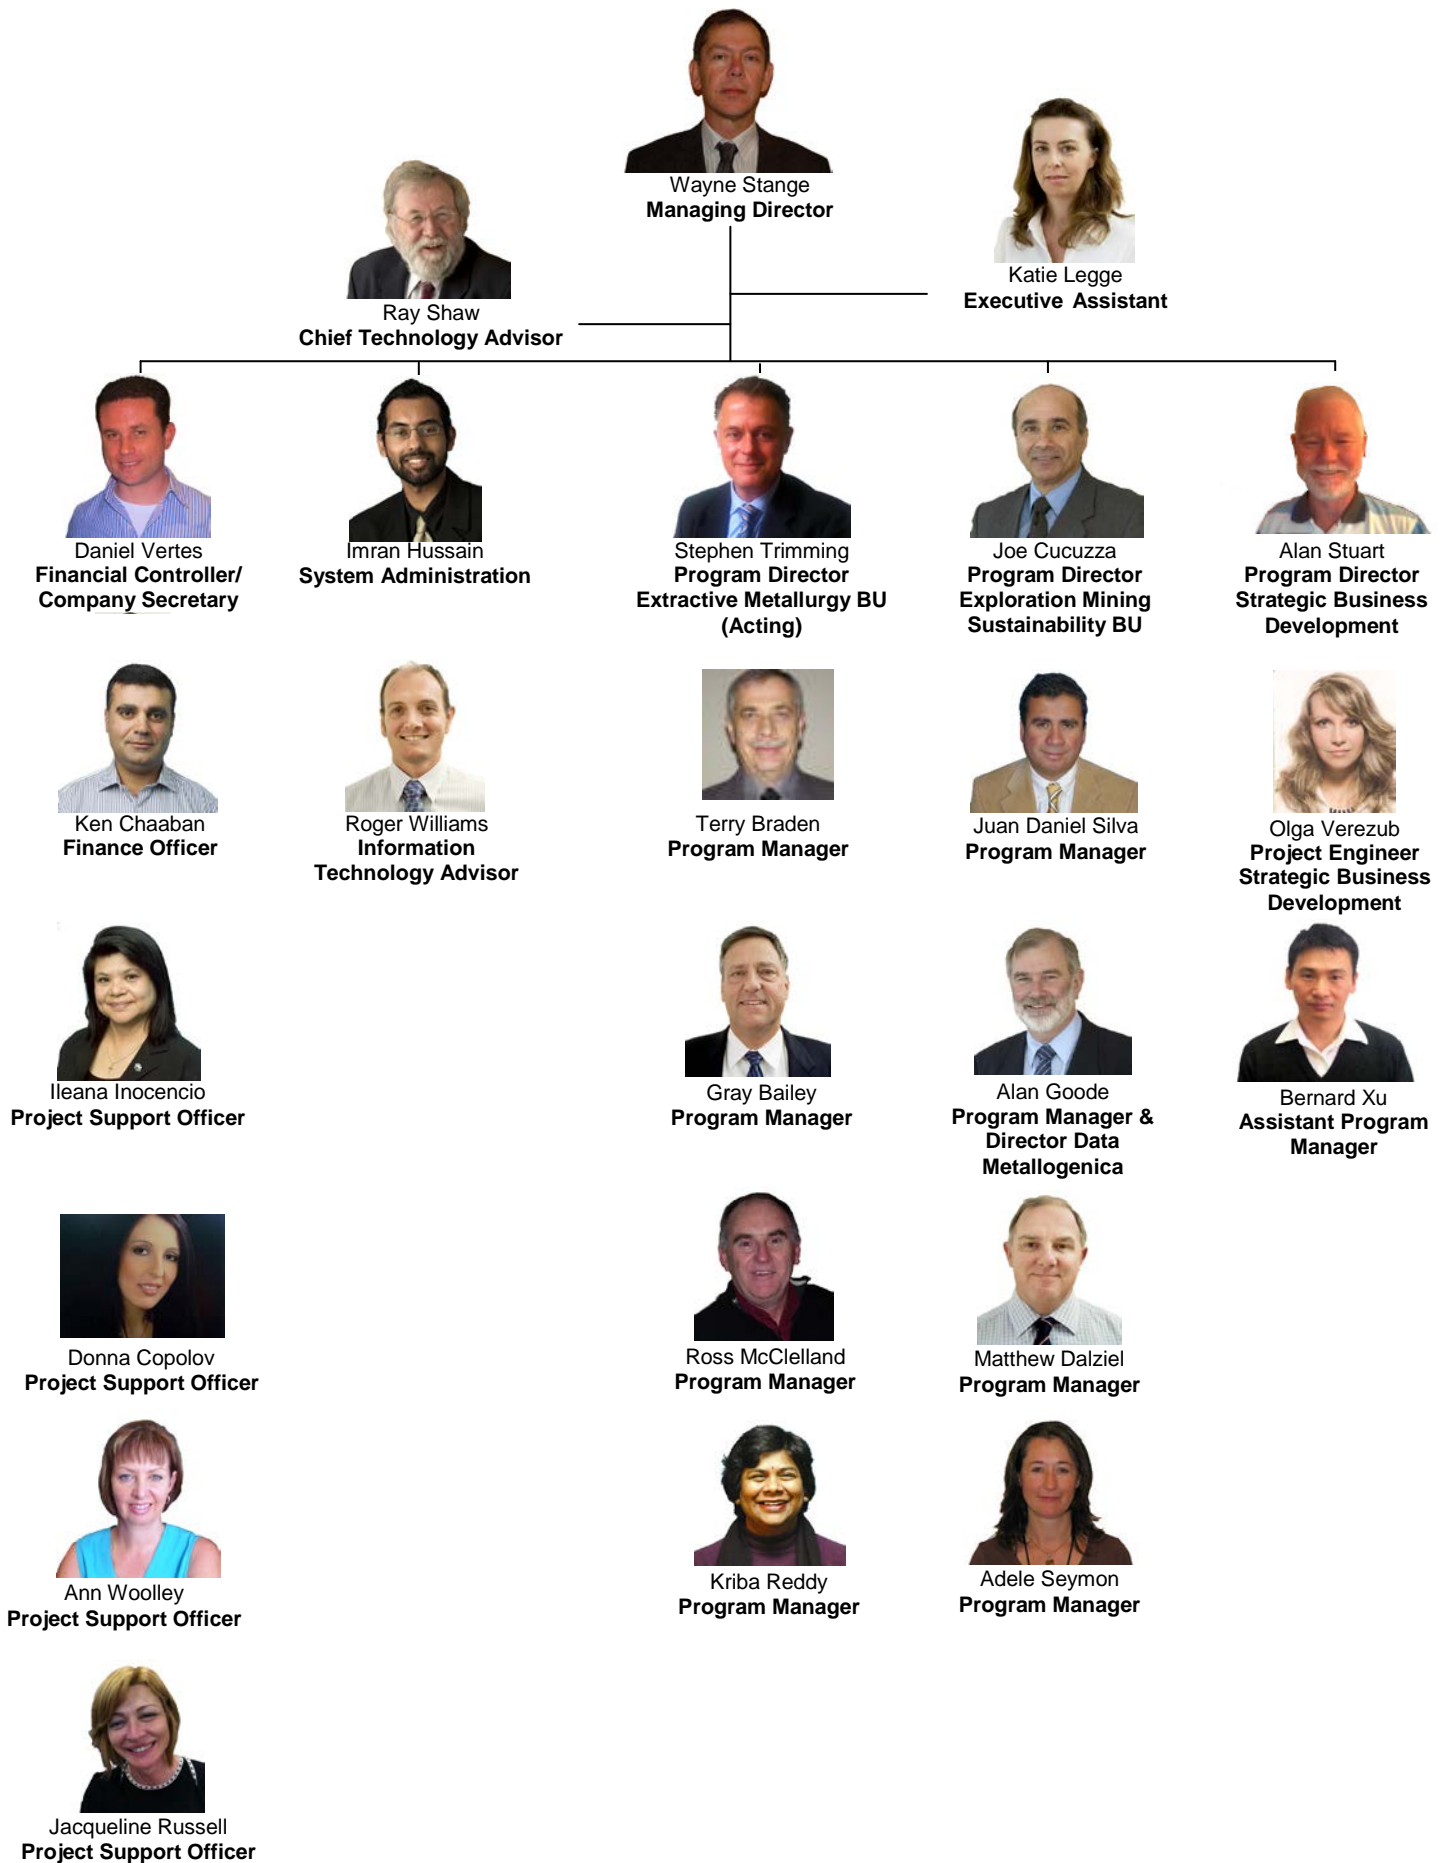 Wayne Stange
Managing Director
Katie Legge
Executive Assistant
Ray Shaw
Chief Technology Advisor
Daniel Vertes
Financial Controller/
Company Secretary
Imran Hussain
System Administration
Stephen Trimming
Program Director
Extractive Metallurgy BU
(Acting)
Joe Cucuzza
Program Director
Exploration Mining
Sustainability BU
Alan Stuart
Program Director
Strategic Business
Development
Ken Chaaban
Finance Officer
Roger Williams
Information
Technology Advisor
Terry Braden
Program Manager
Juan Daniel Silva
Program Manager
Olga Verezub
Project Engineer
Strategic Business
Development
Ileana Inocencio
Project Support Officer
Gray Bailey
Program Manager
Alan Goode
Program Manager &
Director Data
Metallogenica
Bernard Xu
Assistant Program
Manager
Donna Copolov
Project Support Officer
Ross McClelland
Program Manager
Matthew Dalziel
Program Manager
Ann Woolley
Project Support Officer
Kriba Reddy
Program Manager
Adele Seymon
Program Manager
Jacqueline Russell
Project Support Officer